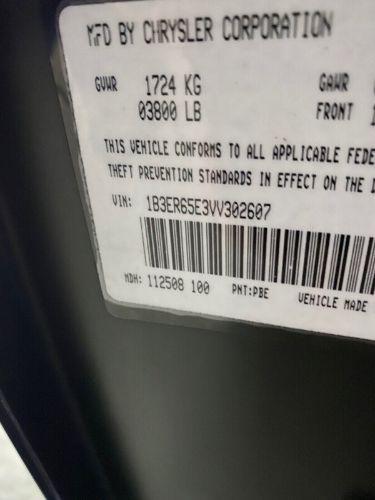 MFD BY CHRYSLER CORPORATION
GVWR 1724 KG GAWR
03800 LB FRONT
THIS VEHICLE CONFORMS TO ALL APPLICABLE FEDE
THEFT PREVENTION STANDARDS IN EFFECT ON THE D
VIN: 1B3ER65E3VV302607
MDH: 112508 100 PNT:PBE VEHICLE MADE